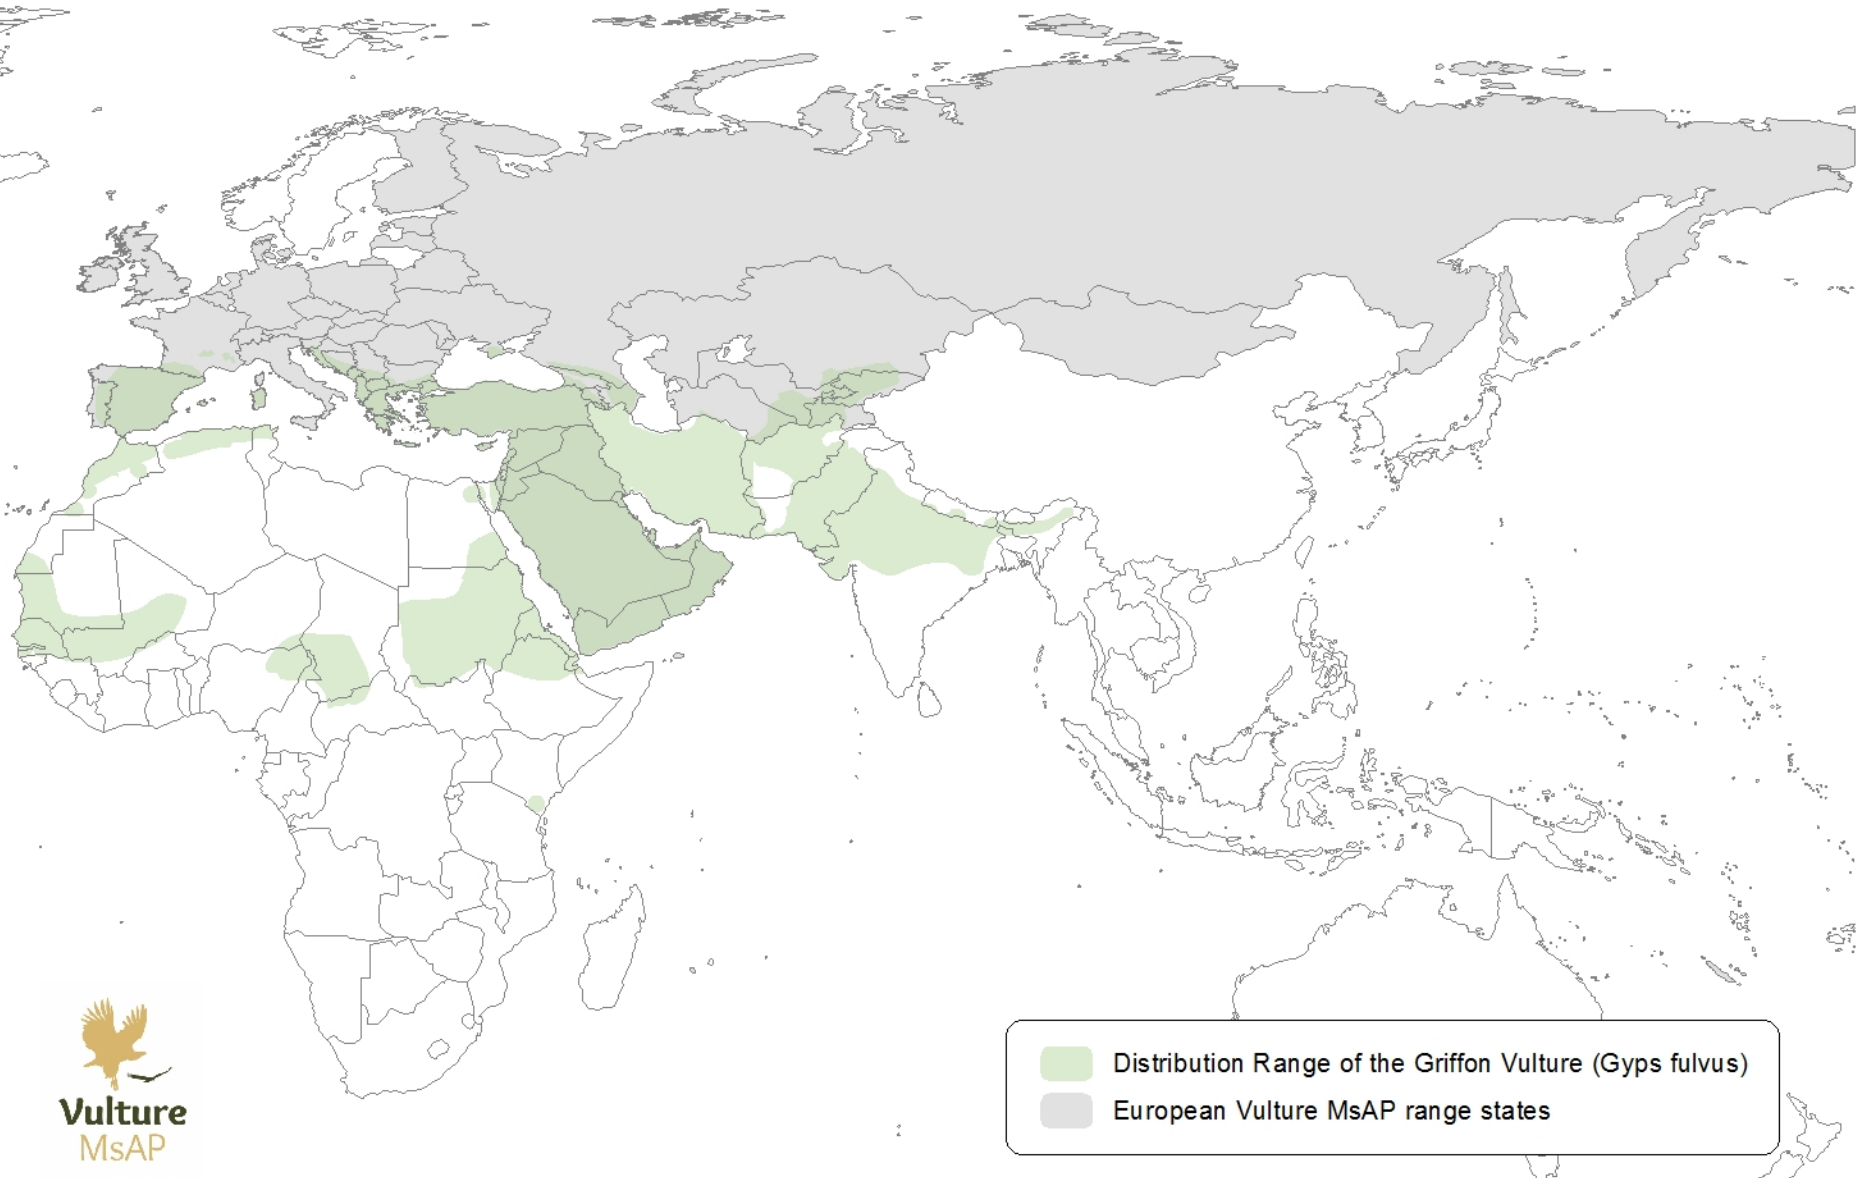 Distribution Range of the Griffon Vulture (Gyps fulvus)
European Vulture MsAP range states
Vulture
MsAP